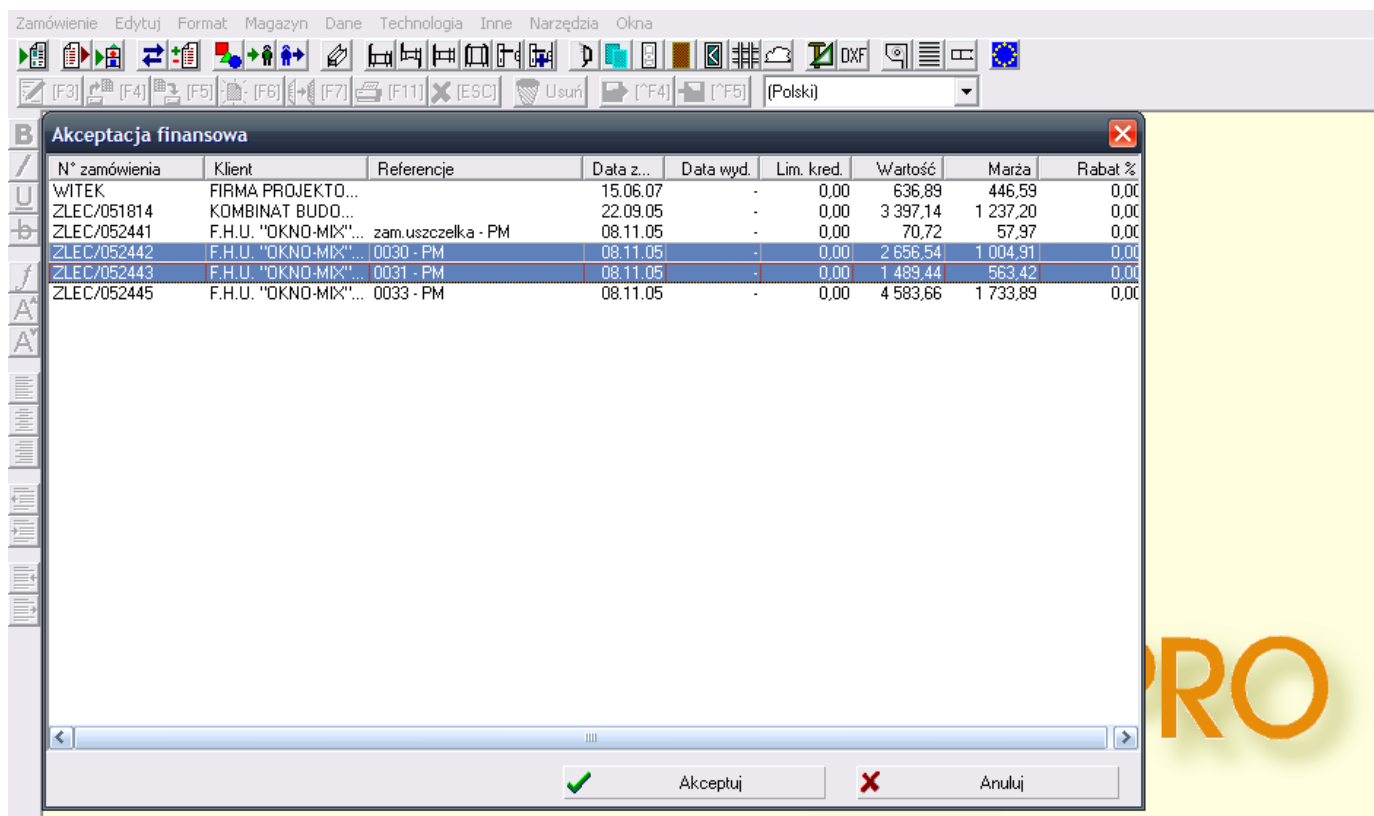 Zamówienie Edytuj Format Magazyn Dane Technologia Inne Narzędzia Okna
DXF
[F3] [F4] [F5] [F6] [F7] [F11] [ESC] Usuń [^F4] [^F5] (Polski)
B Akceptacja finansowa
I
U
b
f
A
A
N° zamówienia Klient Referencje Data z... Data wyd. Lim. kred. Wartość Marża Rabat %
WITEK FIRMA PROJEKTO... 15.06.07 - 0,00 636,89 446,59 0,00
ZLEC/051814 KOMBINAT BUDO... 22.09.05 - 0,00 3 397,14 1 237,20 0,00
ZLEC/052441 F.H.U. "OKNO-MIX"... zam.uszczelka - PM 08.11.05 - 0,00 70,72 57,97 0,00
ZLEC/052442 F.H.U. "OKNO-MIX"... 0030 - PM 08.11.05 - 0,00 2 656,54 1 004,91 0,00
ZLEC/052443 F.H.U. "OKNO-MIX"... 0031 - PM 08.11.05 - 0,00 1 489,44 563,42 0,00
ZLEC/052445 F.H.U. "OKNO-MIX"... 0033 - PM 08.11.05 - 0,00 4 583,66 1 733,89 0,00
PRO
Akceptuj Anuluj